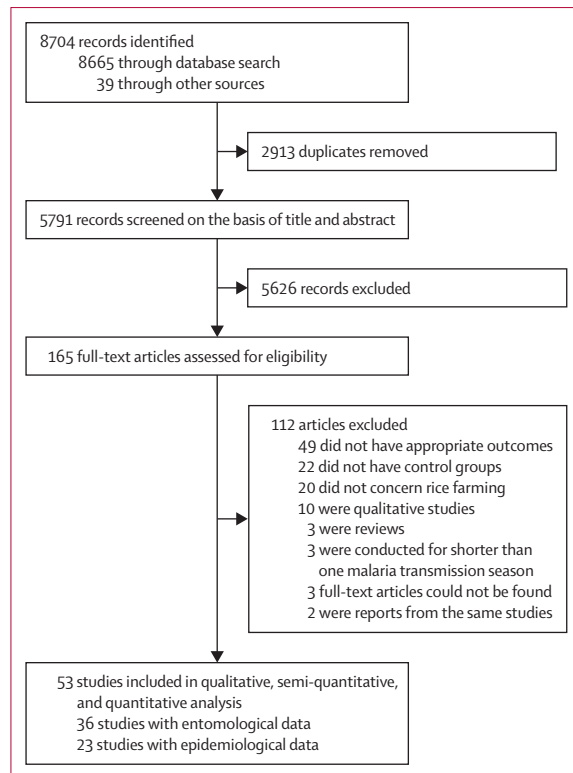 8704 records identified
8665 through database search
39 through other sources
2913 duplicates removed
5791 records screened on the basis of title and abstract
5626 records excluded
165 full-text articles assessed for eligibility
112 articles excluded
49 did not have appropriate outcomes
22 did not have control groups
20 did not concern rice farming
10 were qualitative studies
3 were reviews
3 were conducted for shorter than
one malaria transmission season
3 full-text articles could not be found
2 were reports from the same studies
53 studies included in qualitative, semi-quantitative,
and quantitative analysis
36 studies with entomological data
23 studies with epidemiological data